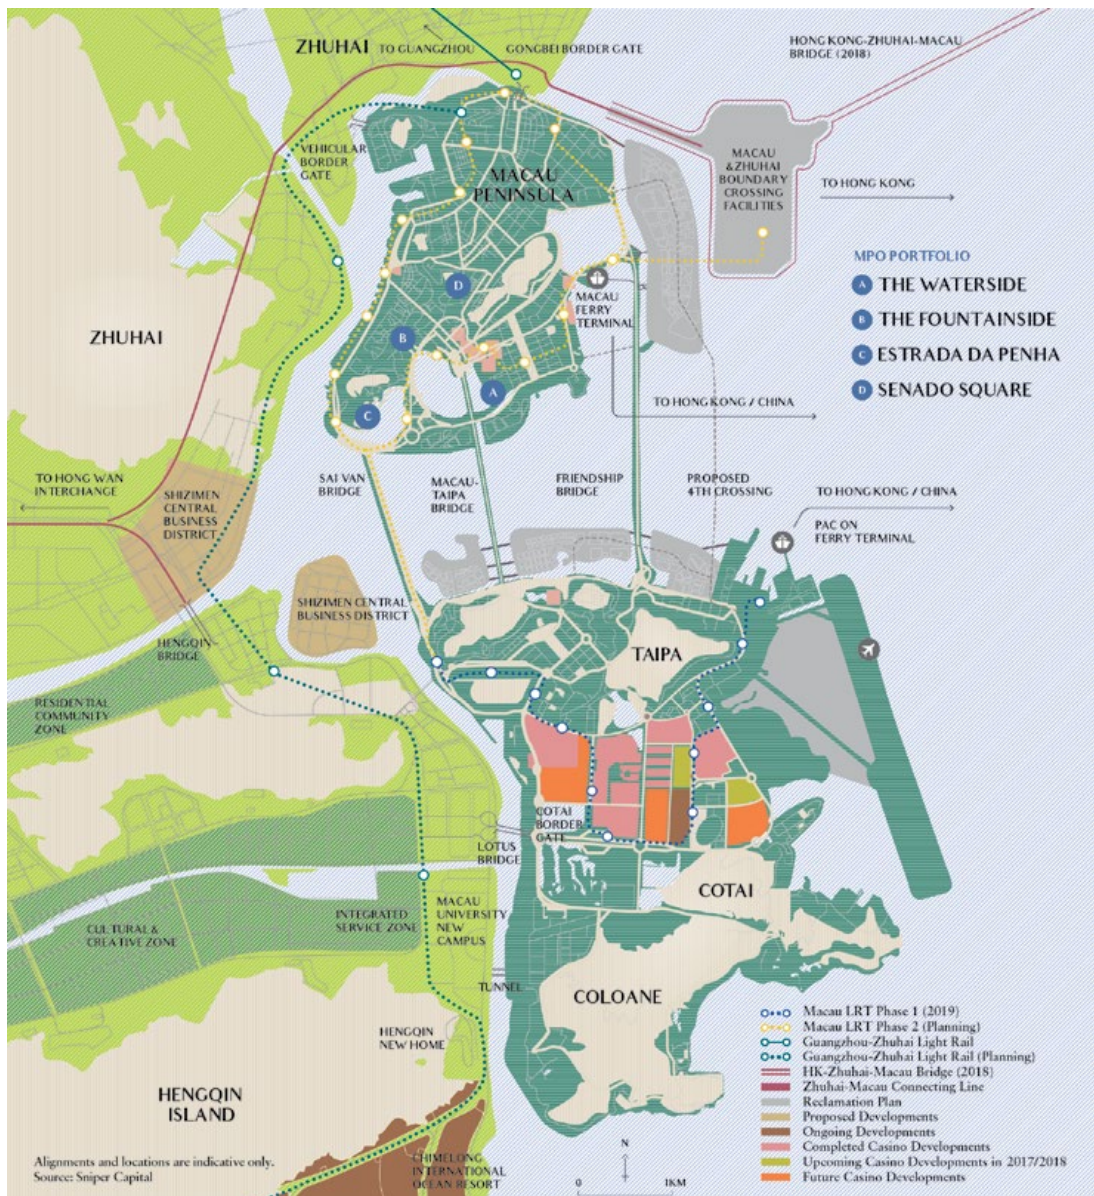 ZHUHAI
TO GUANGZHOU
GONGBEI BORDER GATE
HONG KONG-ZHUHAI-MACAU
BRIDGE (2018)
VEHICULAR
BORDER
GATE
MACAU
PENINSULA
MACAU
&ZHUHAI
BOUNDARY
CROSSING
FACILITIES
TO HONG KONG
MPO PORTFOLIO
A THE WATERSIDE
B THE FOUNTAINSIDE
C ESTRADA DA PENHA
D SENADO SQUARE
D
B
A
C
MACAU
FERRY
TERMINAL
ZHUHAI
TO HONG KONG / CHINA
TO HONG WAN
INTERCHANGE
SHIZIMEN
CENTRAL
BUSINESS
DISTRICT
SAI VAN
BRIDGE
MACAU-
TAIPA
BRIDGE
FRIENDSHIP
BRIDGE
PROPOSED
4TH CROSSING
TO HONG KONG / CHINA
PAC ON
FERRY TERMINAL
SHIZIMEN CENTRAL
BUSINESS DISTRICT
HENGQIN
BRIDGE
TAIPA
RESIDENTIAL
COMMUNITY
ZONE
COTAI
BORDER
GATE
LOTUS
BRIDGE
COTAI
CULTURAL &
CREATIVE ZONE
INTEGRATED
SERVICE ZONE
MACAU
UNIVERSITY
NEW
CAMPUS
TUNNEL
COLOANE
HENGQIN
NEW HOME
HENGQIN
ISLAND
CHIMELONG
INTERNATIONAL
OCEAN RESORT
Macau LRT Phase 1 (2019)
Macau LRT Phase 2 (Planning)
Guangzhou-Zhuhai Light Rail
Guangzhou-Zhuhai Light Rail (Planning)
HK-Zhuhai-Macau Bridge (2018)
Zhuhai-Macau Connecting Line
Reclamation Plan
Proposed Developments
Ongoing Developments
Completed Casino Developments
Upcoming Casino Developments in 2017/2018
Future Casino Developments
Alignments and locations are indicative only.
Source: Sniper Capital
N
0 1KM